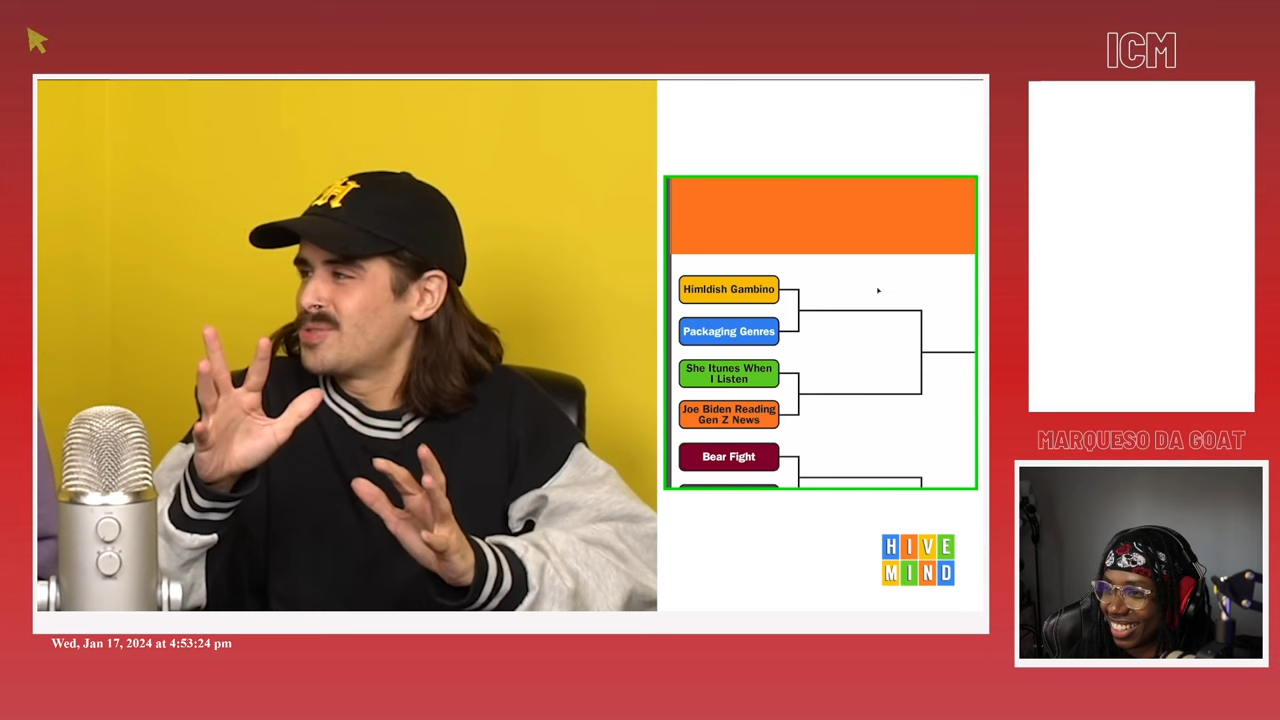 ICM
H
Himldish Gambino
Packaging Genres
She Itunes When
I Listen
Joe Biden Reading
Gen Z News
Bear Fight
HIVE
MIND
MARQUESO DA GOAT
Wed, Jan 17, 2024 at 4:53:24 pm